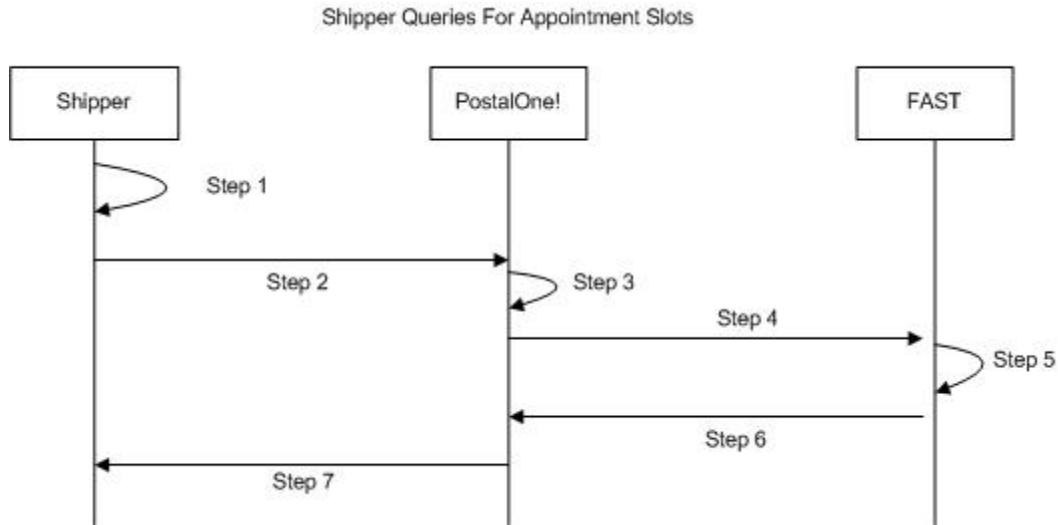 Shipper Queries For Appointment Slots
Shipper
PostalOne!
FAST
Step 1
Step 2
Step 3
Step 4
Step 5
Step 6
Step 7